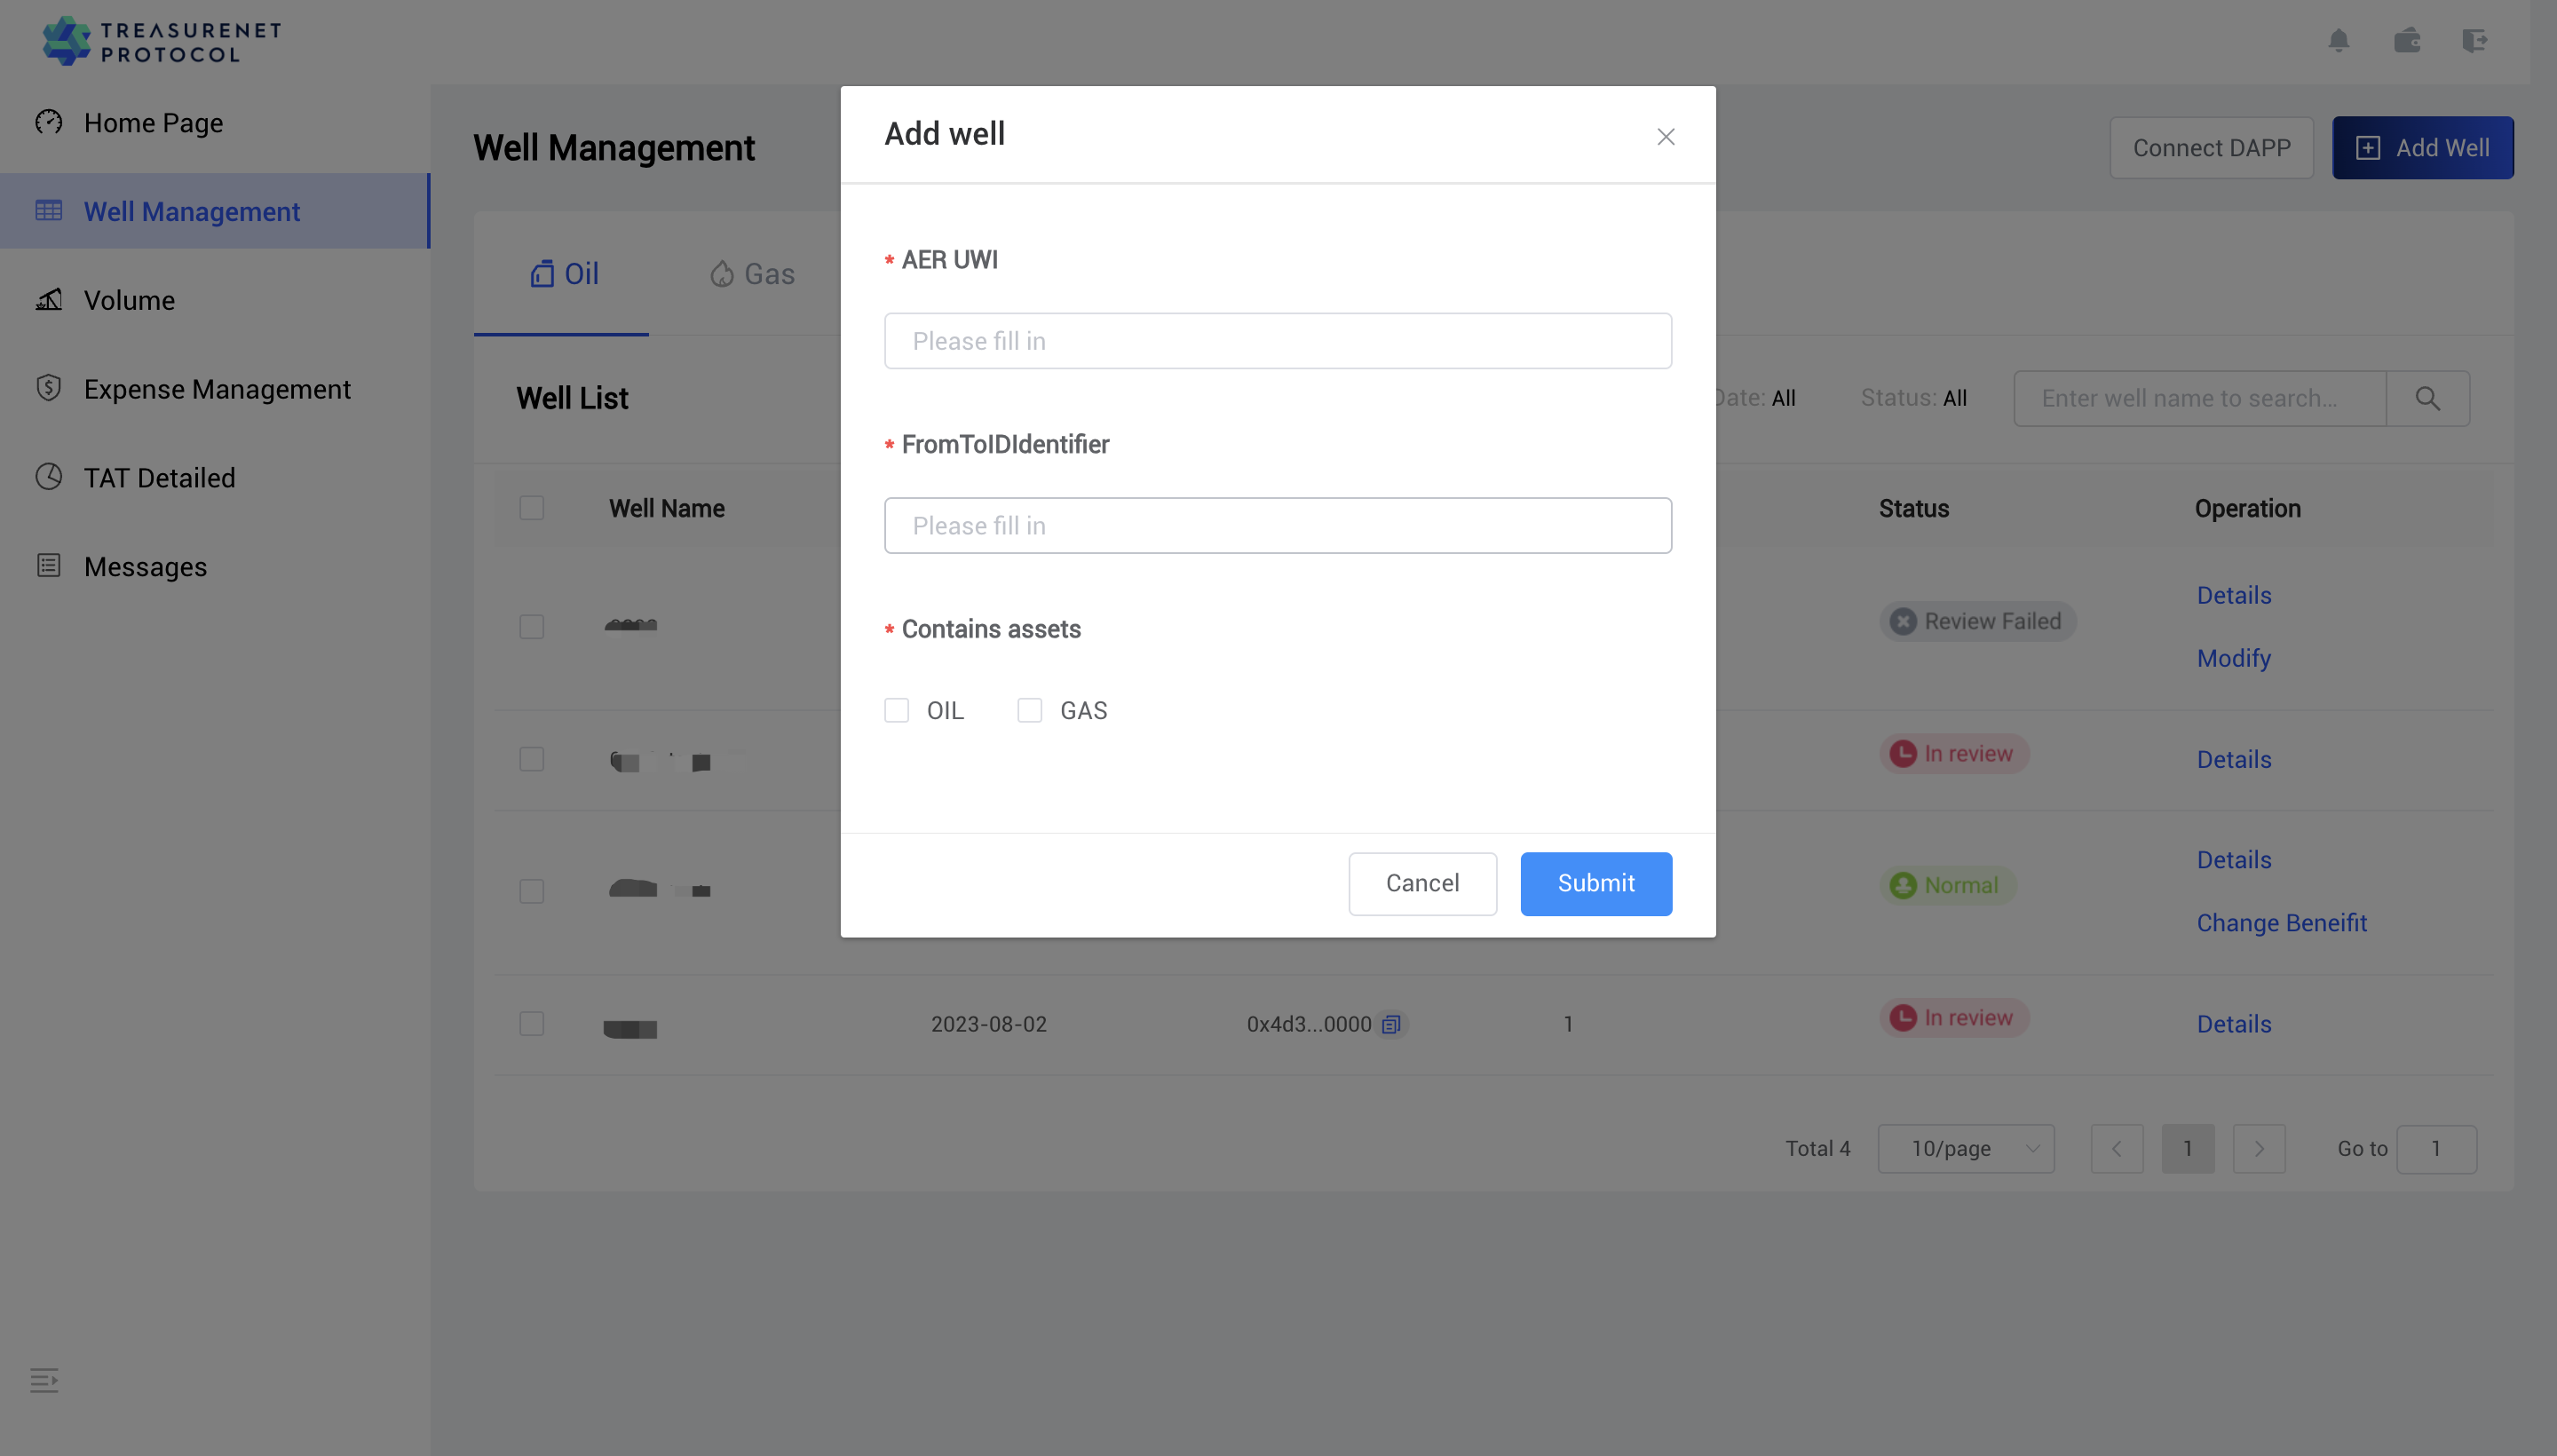 TREASURENET
PROTOCOL
Home Page
Well Management
Volume
Expense Management
TAT Detailed
Messages
Well Management
Connect DAPP
Add Well
Oil
Gas
Well List
Date: All
Status: All
Enter well name to search...
Well Name
Status
Operation
Review Failed
Details
Modify
In review
Details
Normal
Details
Change Beneifit
2023-08-02
0x4d3...0000
1
In review
Details
Total 4
10/page
1
Go to
1
Add well
* AER UWI
Please fill in
* FromToIDIdentifier
Please fill in
* Contains assets
OIL
GAS
Cancel
Submit